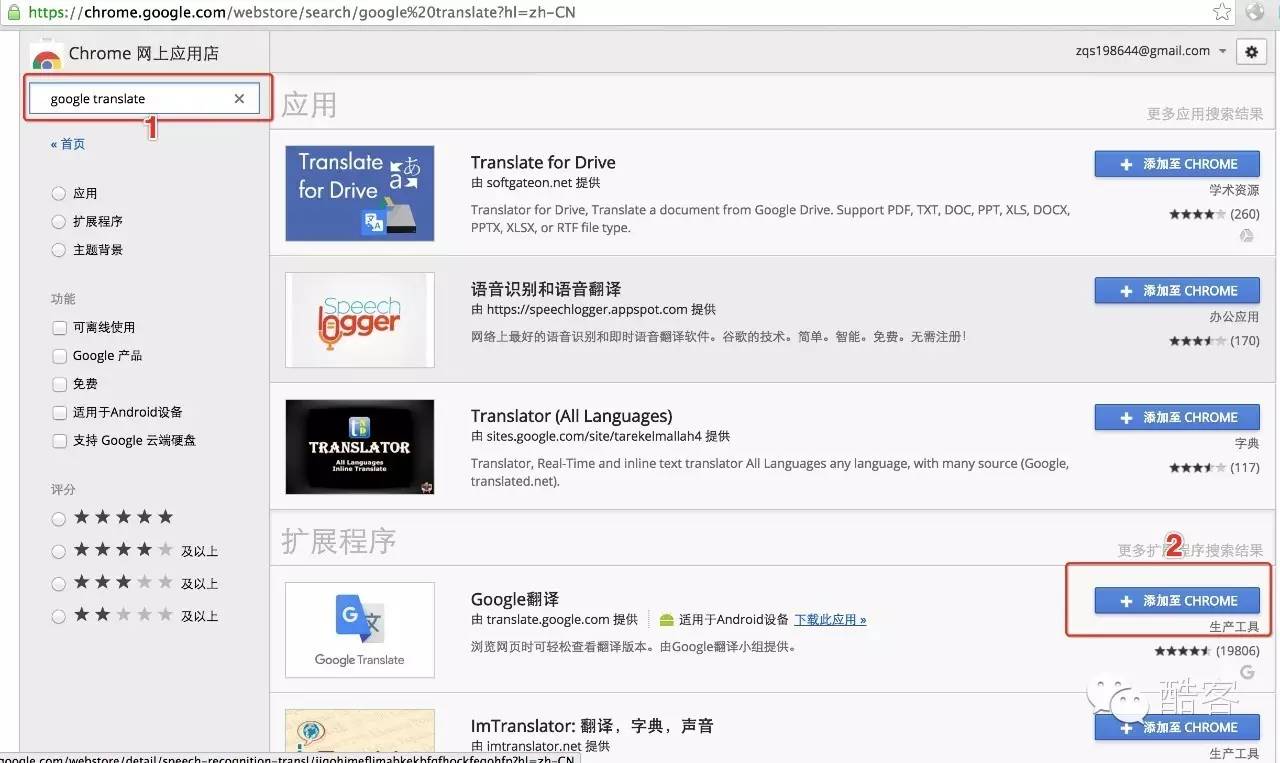 https://chrome.google.com/webstore/search/google%20translate?hl=zh-CN
Chrome 网上应用店
zqs198644@gmail.com
google translate
1
« 首页
应用
扩展程序
主题背景
功能
可离线使用
Google 产品
免费
适用于Android设备
支持 Google 云端硬盘
评分
及以上
及以上
及以上
应用
更多应用搜索结果
Translate for Drive
Translate for Drive
由 softgateon.net 提供
Translator for Drive, Translate a document from Google Drive. Support PDF, TXT, DOC, PPT, XLS, DOCX,
PPTX, XLSX, or RTF file type.
添加至 CHROME
学术资源
(260)
Speech
logger
语音识别和语音翻译
由 https://speechlogger.appspot.com 提供
网络上最好的语音识别和即时语音翻译软件。谷歌的技术。简单。智能。免费。无需注册!
添加至 CHROME
办公应用
(170)
TRANSLATOR
All Languages
Inline Translate
Translator (All Languages)
由 sites.google.com/site/tarekelmallah4 提供
Translator, Real-Time and inline text translator All Languages any language, with many source (Google,
translated.net).
添加至 CHROME
字典
(117)
扩展程序
更多扩展程序搜索结果
2
Google Translate
Google翻译
由 translate.google.com 提供 适用于Android设备 下载此应用 »
浏览网页时可轻松查看翻译版本。由Google翻译小组提供。
添加至 CHROME
生产工具
(19806)
酷客
ImTranslator: 翻译，字典，声音
由 imtranslator.net 提供
添加至 CHROME
生产工具